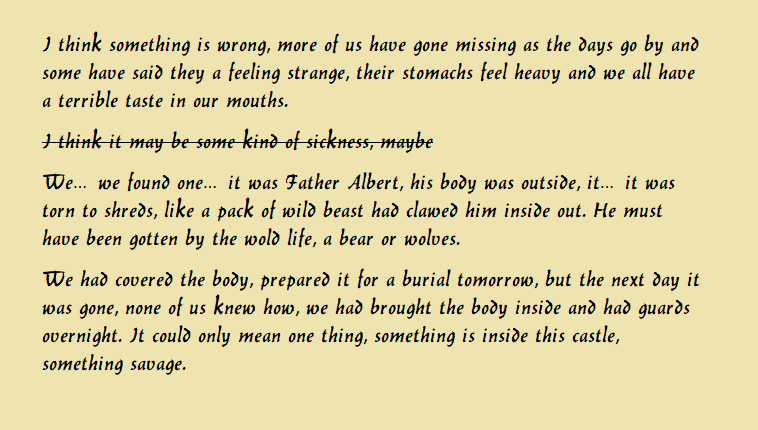 I think something is wrong, more of us have gone missing as the days go by and
some have said they a feeling strange, their stomachs feel heavy and we all have
a terrible taste in our mouths.
I think it may be some kind of sickness, maybe
We... we found one... it was Father Albert, his body was outside, it... it was
torn to shreds, like a pack of wild beast had clawed him inside out. He must
have been gotten by the wold life, a bear or wolves.
We had covered the body, prepared it for a burial tomorrow, but the next day it
was gone, none of us knew how, we had brought the body inside and had guards
overnight. It could only mean one thing, something is inside this castle,
something savage.